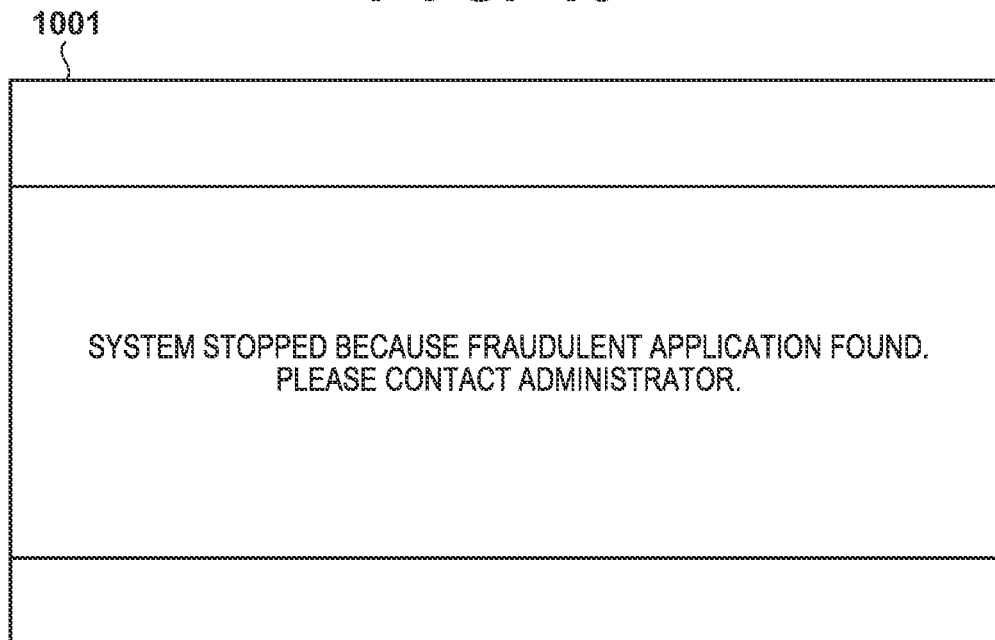 1001
SYSTEM STOPPED BECAUSE FRAUDULENT APPLICATION FOUND.
PLEASE CONTACT ADMINISTRATOR.